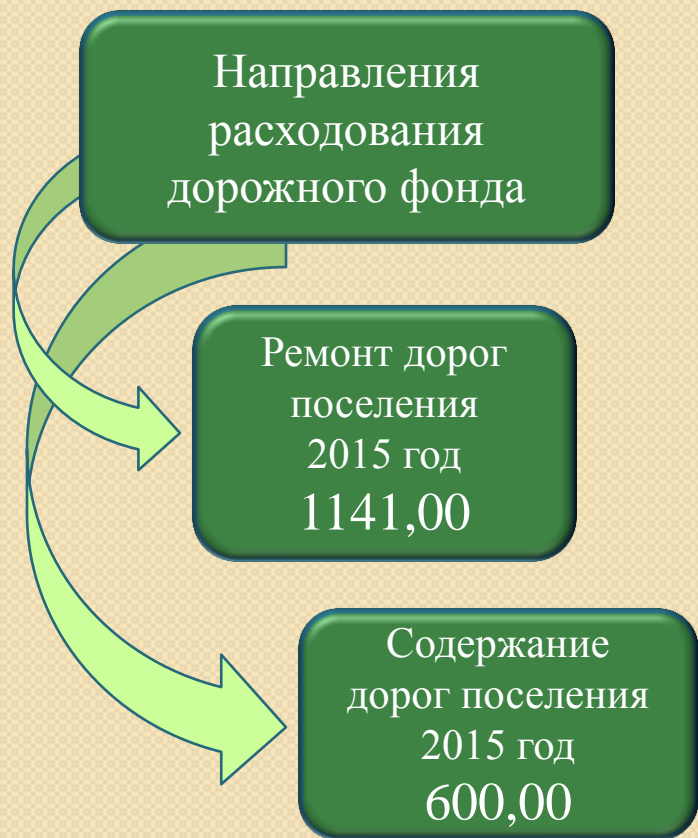 Направления
расходования
дорожного фонда
Ремонт дорог
поселения
2015 год
1141,00
Содержание
дорог поселения
2015 год
600,00